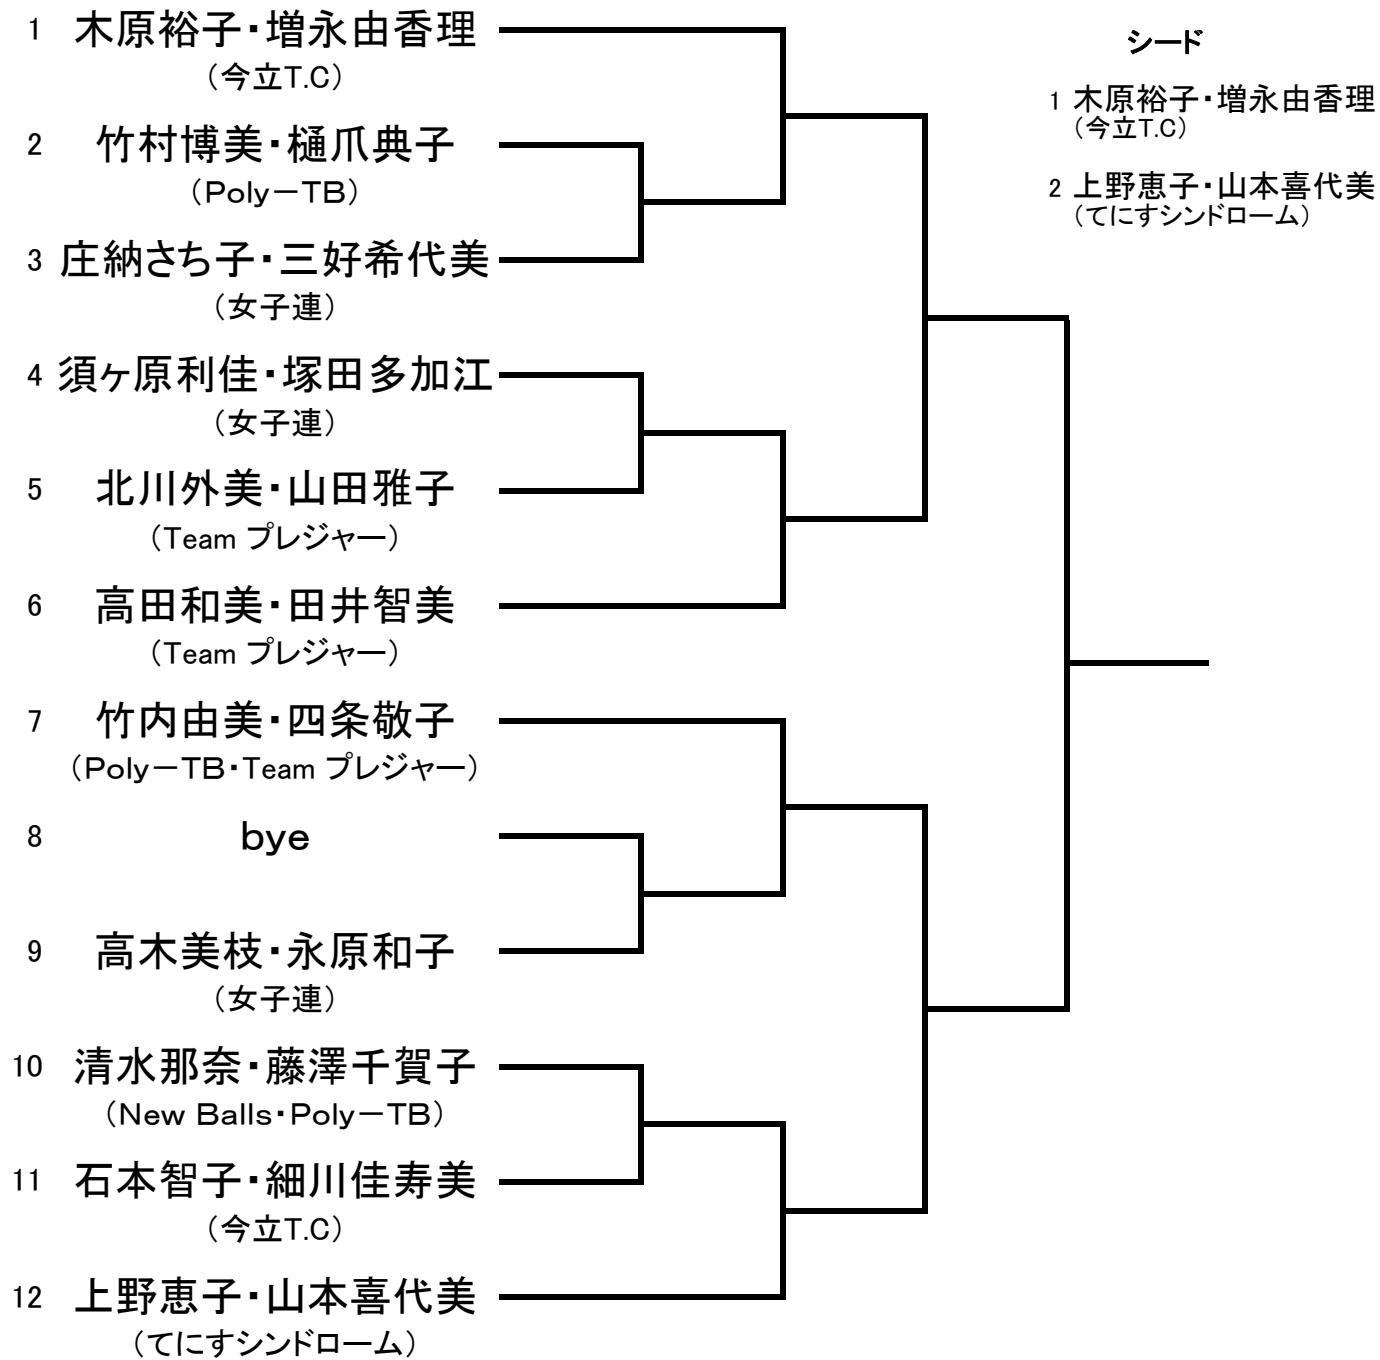 1 木原裕子・増永由香理
（今立T.C）
2 竹村博美・樋爪典子
（Poly－TB）
3 庄納さち子・三好希代美
（女子連）
4 須ヶ原利佳・塚田多加江
（女子連）
5 北川外美・山田雅子
（Team プレジャー）
6 高田和美・田井智美
（Team プレジャー）
7 竹内由美・四条敬子
（Poly－TB・Team プレジャー）
8 bye
9 高木美枝・永原和子
（女子連）
10 清水那奈・藤澤千賀子
（New Balls・Poly－TB）
11 石本智子・細川佳寿美
（今立T.C）
12 上野恵子・山本喜代美
（てにすシンドローム）
シード
1 木原裕子・増永由香理
（今立T.C）
2 上野恵子・山本喜代美
（てにすシンドローム）